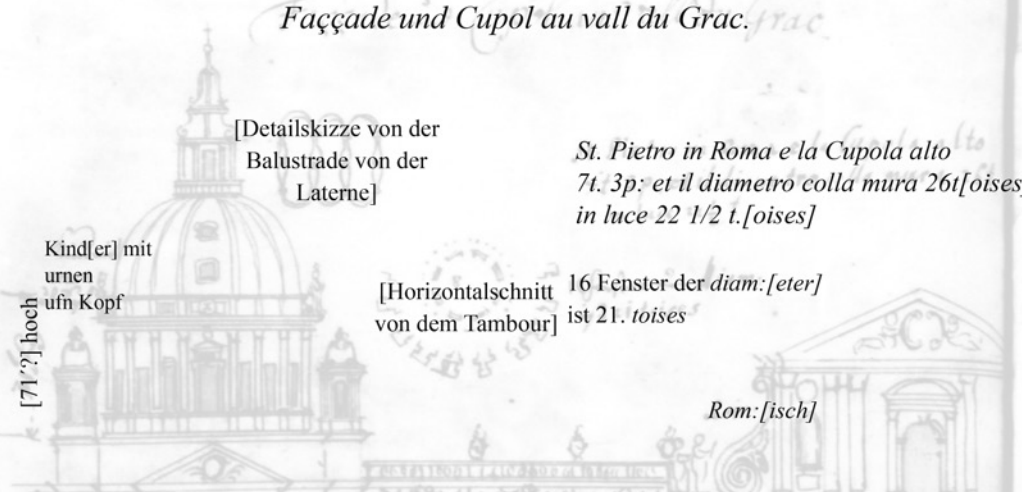 Faççade und Cupol au vall du Grac.
[Detailskizze von der
Balustrade von der
Laterne]
St. Pietro in Roma e la Cupola alto
7t. 3p: et il diametro colla mura 26t[oises]
in luce 22 1/2 t.[oises]
Kind[er] mit
urnen
ufn Kopf
[71´?] hoch
[Horizontalschnitt
von dem Tambour]
16 Fenster der diam:[eter]
ist 21. toises
Rom:[isch]